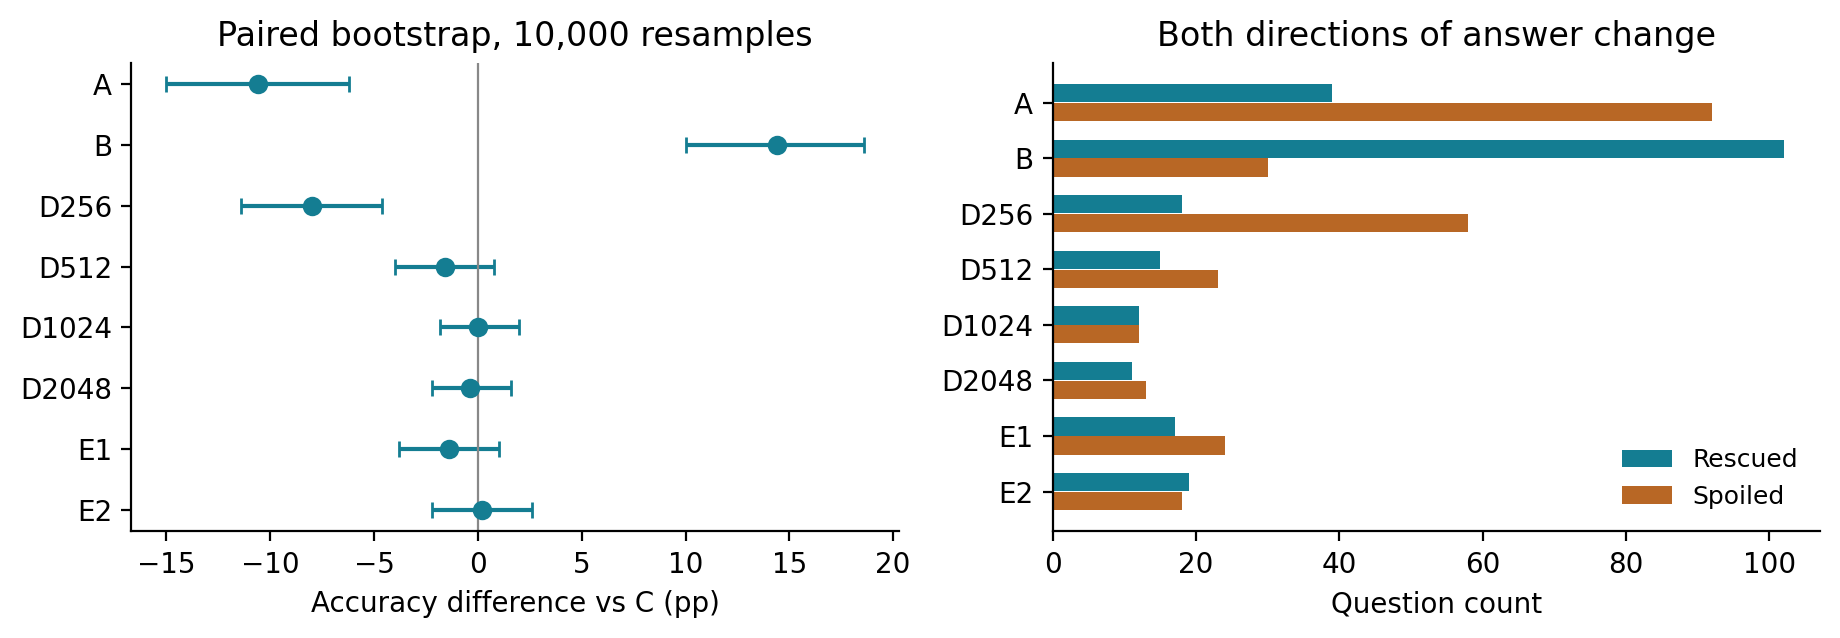 Paired bootstrap, 10,000 resamples
A
B
D256
D512
D1024
D2048
E1
E2
−15 −10 −5 0 5 10 15 20
Accuracy difference vs C (pp)
Both directions of answer change
A
B
D256
D512
D1024
D2048
E1
E2
Rescued
Spoiled
0 20 40 60 80 100
Question count